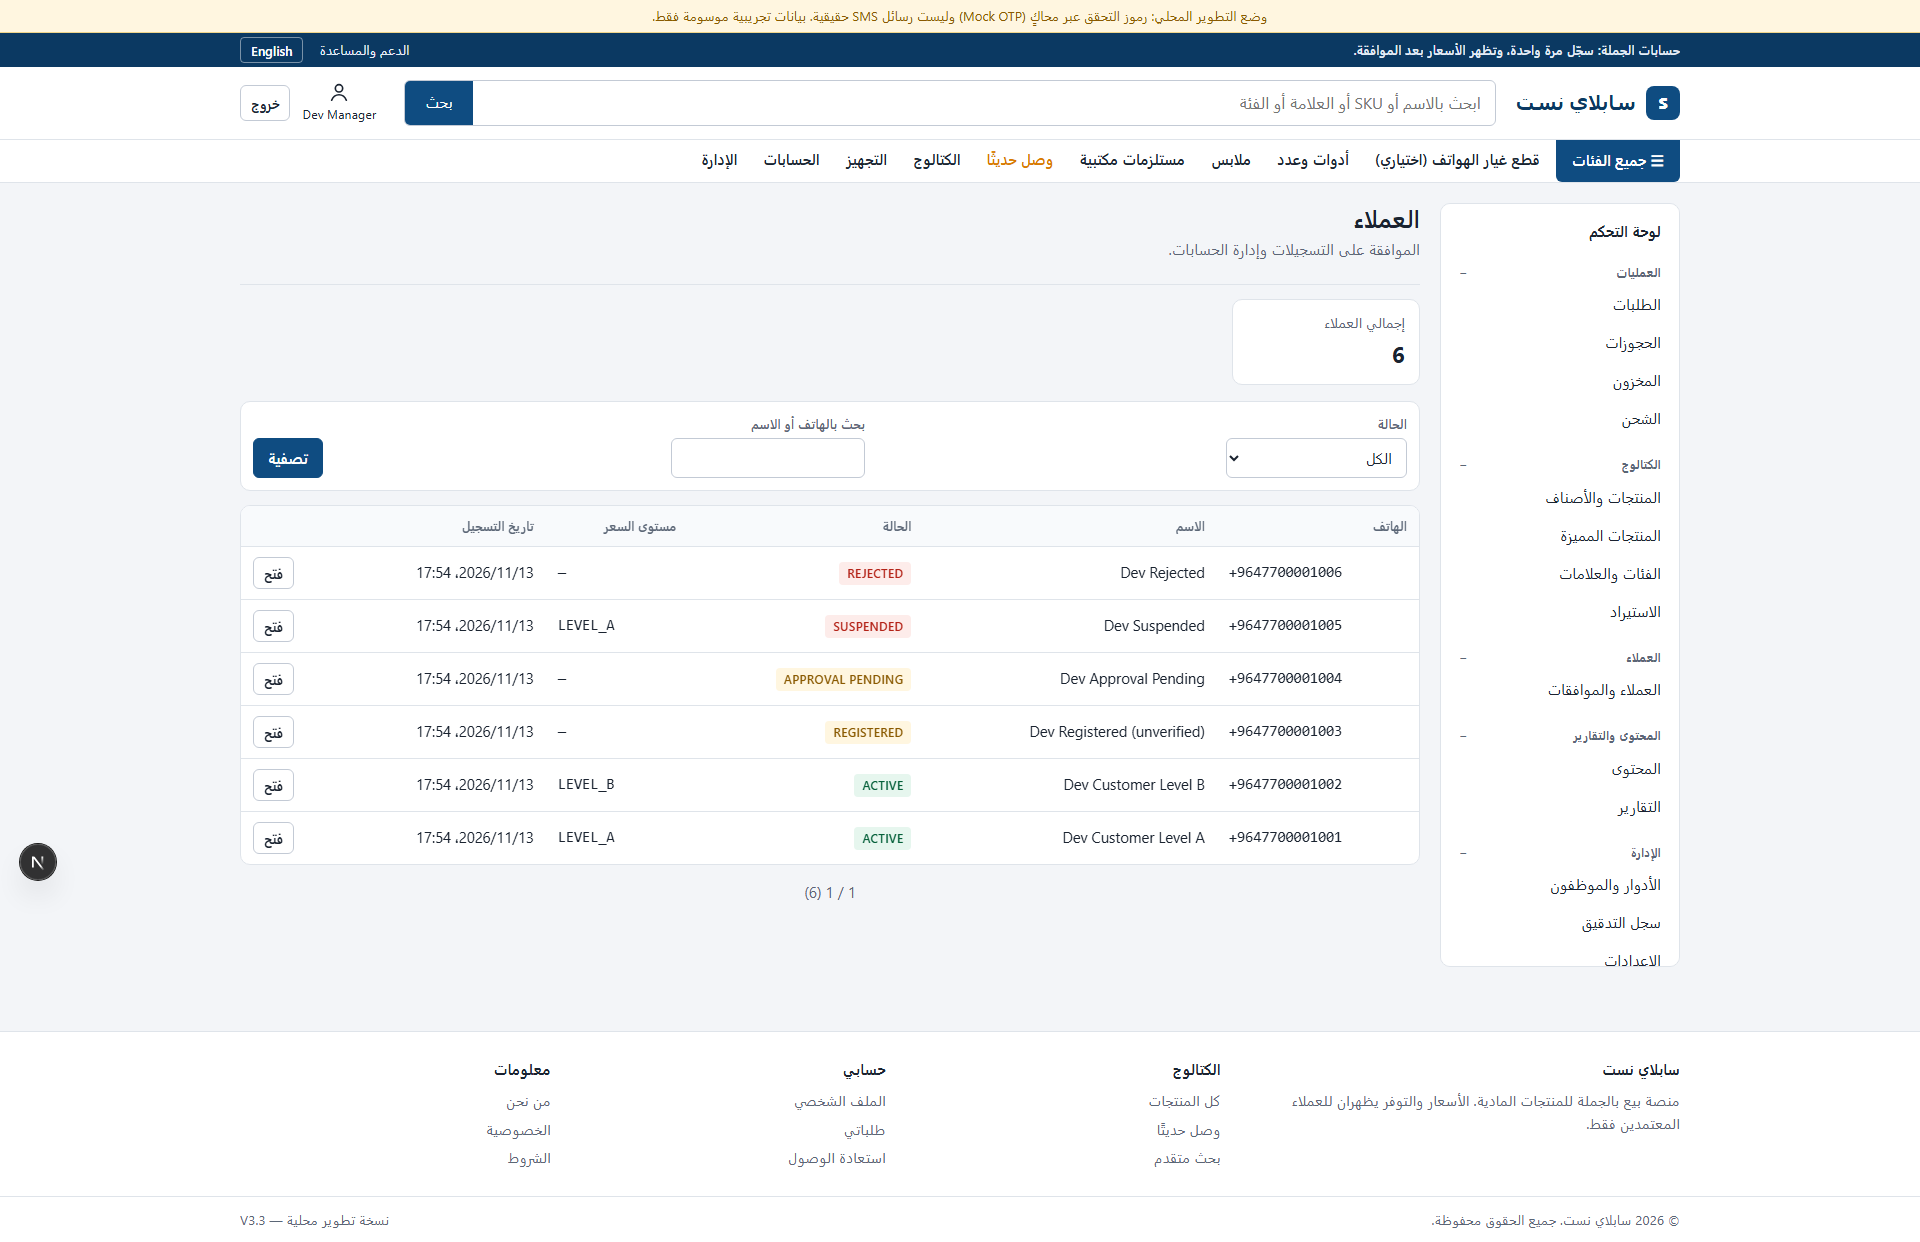 وضع التطوير المحلي: رموز التحقق عبر محاكٍ (Mock OTP) وليست رسائل SMS حقيقية. بيانات تجريبية موسومة فقط.
حسابات الجملة: سجّل مرة واحدة، وتظهر الأسعار بعد الموافقة.
الدعم والمساعدة
English
S
سابلاي نست
ابحث بالاسم أو SKU أو العلامة أو الفئة
بحث
Dev Manager
خروج
☰ جميع الفئات
قطع غيار الهواتف (اختياري)
أدوات وعدد
ملابس
مستلزمات مكتبية
وصل حديثًا
الكتالوج
التجهيز
الحسابات
الإدارة
لوحة التحكم
العمليات –
الطلبات
الحجوزات
المخزون
الشحن
الكتالوج –
المنتجات والأصناف
المنتجات المميزة
الفئات والعلامات
الاستيراد
العملاء –
العملاء والموافقات
المحتوى والتقارير –
المحتوى
التقارير
الإدارة –
الأدوار والموظفون
سجل التدقيق
الإعدادات
العملاء
الموافقة على التسجيلات وإدارة الحسابات.
إجمالي العملاء
6
الحالة
الكل
بحث بالهاتف أو الاسم
تصفية
الهاتف الاسم الحالة مستوى السعر تاريخ التسجيل
+9647700001006 Dev Rejected REJECTED – 2026/11/13، 17:54 فتح
+9647700001005 Dev Suspended SUSPENDED LEVEL_A 2026/11/13، 17:54 فتح
+9647700001004 Dev Approval Pending APPROVAL PENDING – 2026/11/13، 17:54 فتح
+9647700001003 Dev Registered (unverified) REGISTERED – 2026/11/13، 17:54 فتح
+9647700001002 Dev Customer Level B ACTIVE LEVEL_B 2026/11/13، 17:54 فتح
+9647700001001 Dev Customer Level A ACTIVE LEVEL_A 2026/11/13، 17:54 فتح
1 / 1 (6)
N
سابلاي نست
منصة بيع بالجملة للمنتجات المادية. الأسعار والتوفر يظهران للعملاء
المعتمدين فقط.
الكتالوج
كل المنتجات
وصل حديثًا
بحث متقدم
حسابي
الملف الشخصي
طلباتي
استعادة الوصول
معلومات
من نحن
الخصوصية
الشروط
© 2026 سابلاي نست. جميع الحقوق محفوظة.
نسخة تطوير محلية — V3.3